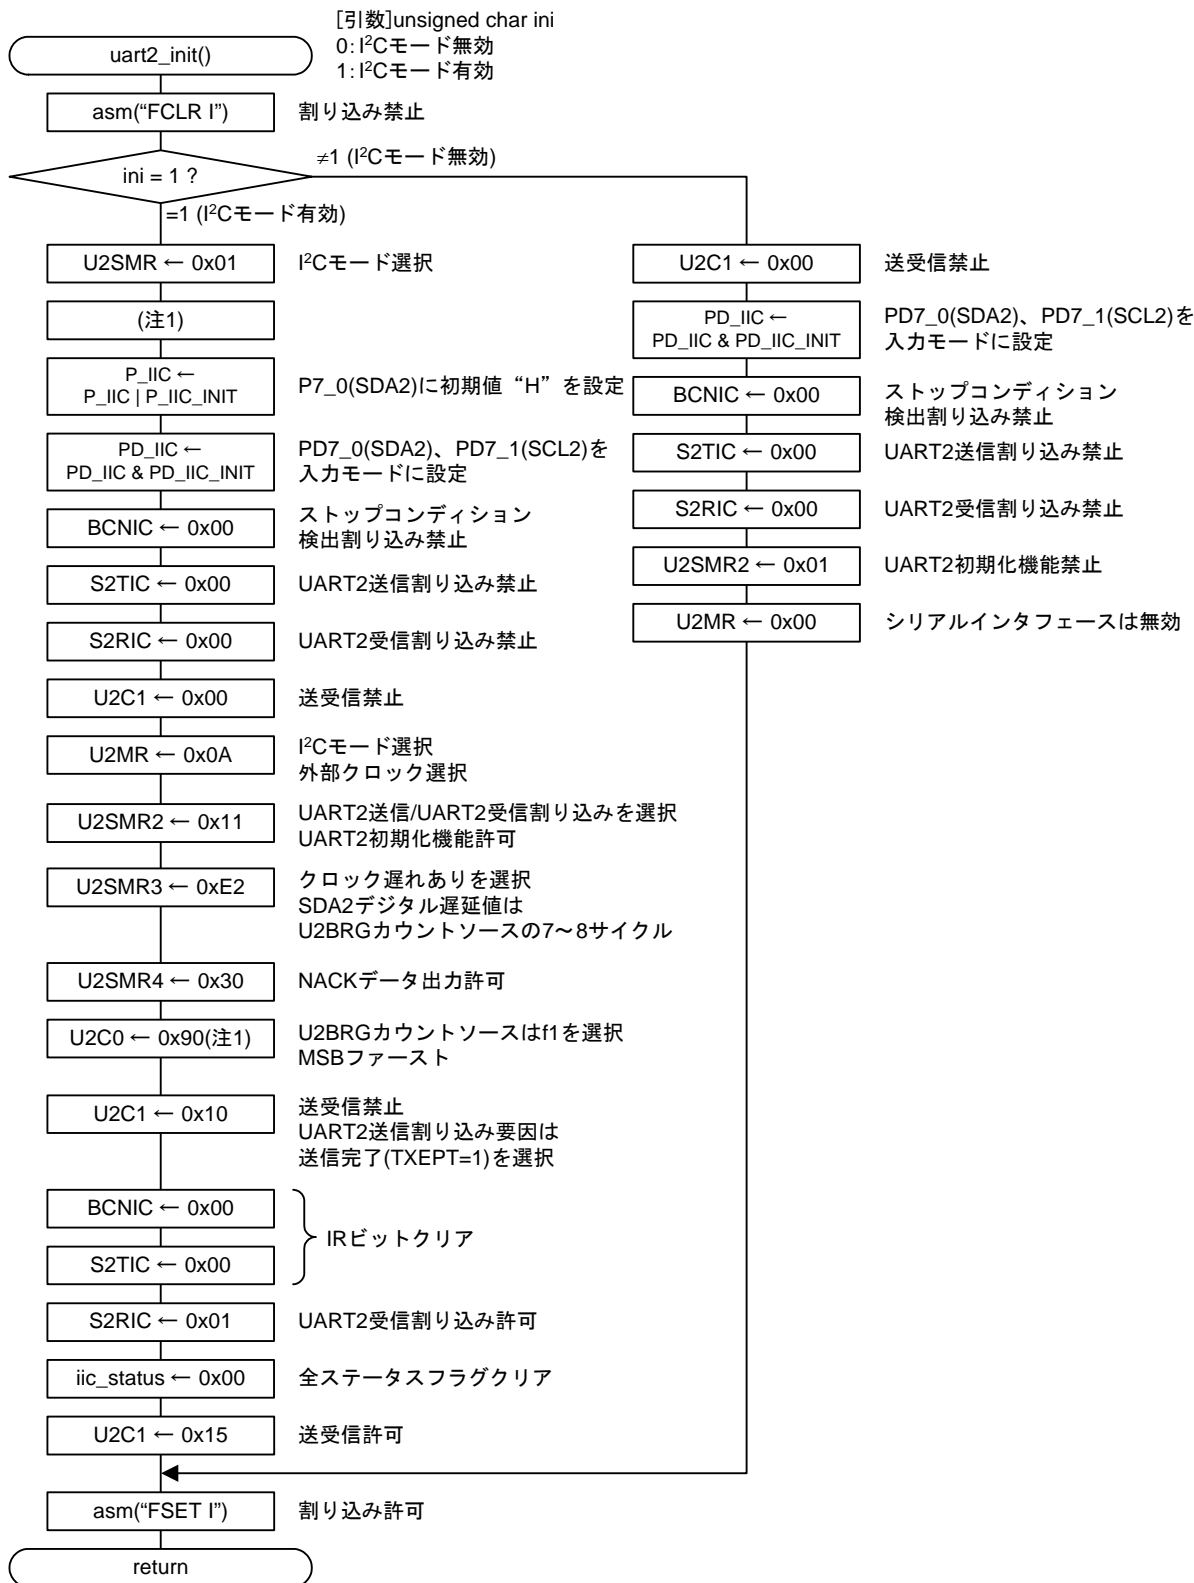 [引数]unsigned char ini
0: I²Cモード無効
1: I²Cモード有効
uart2_init()
asm(“FCLR I”)
割り込み禁止
ini = 1 ?
≠1 (I²Cモード無効)
=1 (I²Cモード有効)
U2SMR ← 0x01
I²Cモード選択
(注1)
P_IIC ←
P_IIC | P_IIC_INIT
P7_0(SDA2)に初期値“H”を設定
PD_IIC ←
PD_IIC & PD_IIC_INIT
PD7_0(SDA2)、PD7_1(SCL2)を
入力モードに設定
BCNIC ← 0x00
ストップコンディション
検出割り込み禁止
S2TIC ← 0x00
UART2送信割り込み禁止
S2RIC ← 0x00
UART2受信割り込み禁止
U2C1 ← 0x00
送受信禁止
U2MR ← 0x0A
I²Cモード選択
外部クロック選択
U2SMR2 ← 0x11
UART2送信/UART2受信割り込みを選択
UART2初期化機能許可
U2SMR3 ← 0xE2
クロック遅れありを選択
SDA2デジタル遅延値は
U2BRGカウントソースの7～8サイクル
U2SMR4 ← 0x30
NACKデータ出力許可
U2C0 ← 0x90(注1)
U2BRGカウントソースはf1を選択
MSBファースト
U2C1 ← 0x10
送受信禁止
UART2送信割り込み要因は
送信完了(TXEPT=1)を選択
BCNIC ← 0x00
S2TIC ← 0x00
IRビットクリア
S2RIC ← 0x01
UART2受信割り込み許可
iic_status ← 0x00
全ステータスフラグクリア
U2C1 ← 0x15
送受信許可
U2C1 ← 0x00
送受信禁止
PD_IIC ←
PD_IIC & PD_IIC_INIT
PD7_0(SDA2)、PD7_1(SCL2)を
入力モードに設定
BCNIC ← 0x00
ストップコンディション
検出割り込み禁止
S2TIC ← 0x00
UART2送信割り込み禁止
S2RIC ← 0x00
UART2受信割り込み禁止
U2SMR2 ← 0x01
UART2初期化機能禁止
U2MR ← 0x00
シリアルインタフェースは無効
asm(“FSET I”)
割り込み許可
return